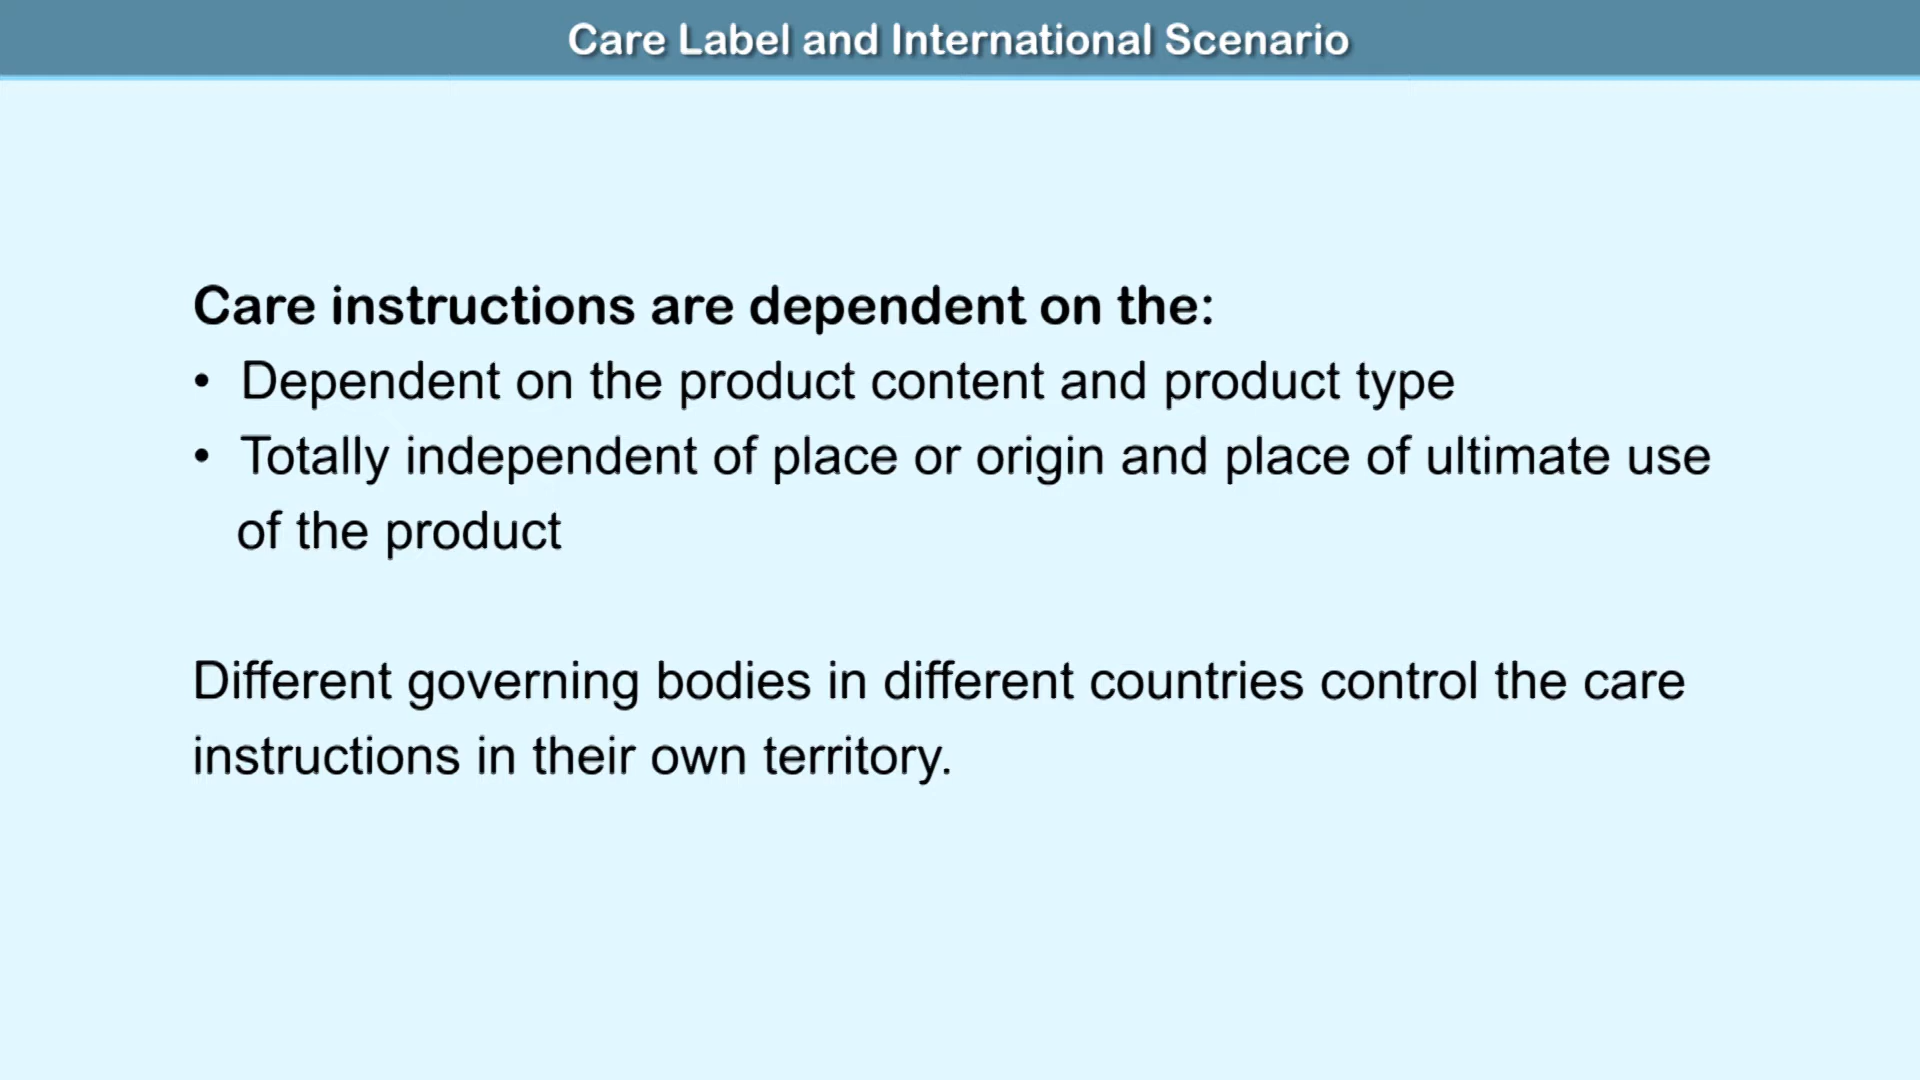 Care Label and International Scenario
Care instructions are dependent on the:
• Dependent on the product content and product type
• Totally independent of place or origin and place of ultimate use
of the product
Different governing bodies in different countries control the care
instructions in their own territory.